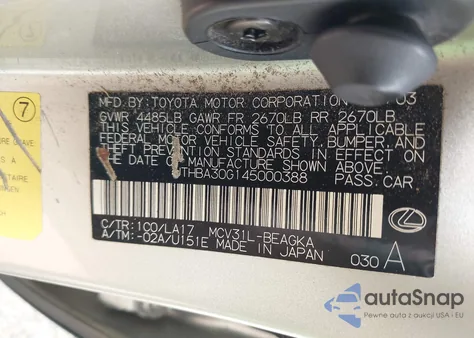 7
MFD. BY: TOYOTA MOTOR CORPORATION 03
GVWR 4485LB GAWR FR 2670LB RR 2670LB
THIS VEHICLE CONFORMS TO ALL APPLICABLE
FEDERAL MOTOR VEHICLE SAFETY, BUMPER, AND
THEFT PREVENTION STANDARDS IN EFFECT ON
THE DATE OF MANUFACTURE SHOWN ABOVE.
THBA30G145000388 PASS.CAR
C/TR: 1C0/LA17 MCV31L-BEAGKA
A/TM: -02A/U151E MADE IN JAPAN
030 A
autoSnap
Pewne auta z aukcji USA i EU